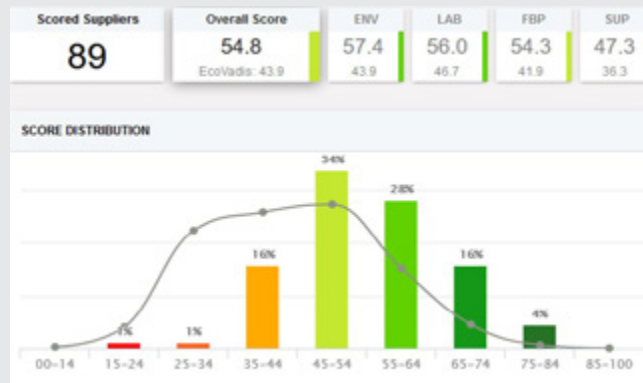 Scored Suppliers
89
Overall Score
54.8
EcoVadis: 43.9
ENV
57.4
43.9
LAB
56.0
46.7
FBP
54.3
41.9
SUP
47.3
36.3
SCORE DISTRIBUTION
34%
28%
16%
16%
1%
1%
4%
00-14 15-24 25-34 35-44 45-54 55-64 65-74 75-84 85-100